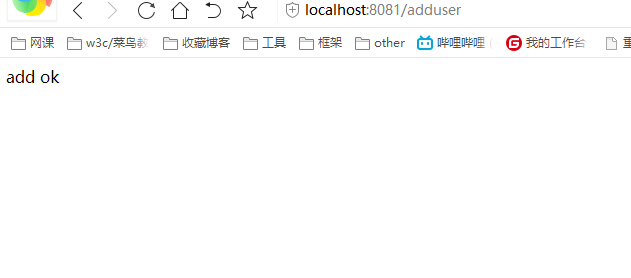 localhost:8081/adduser
网课 w3c/菜鸟教 收藏博客 工具 框架 other 哔哩哔哩 ( 我的工作台
add ok